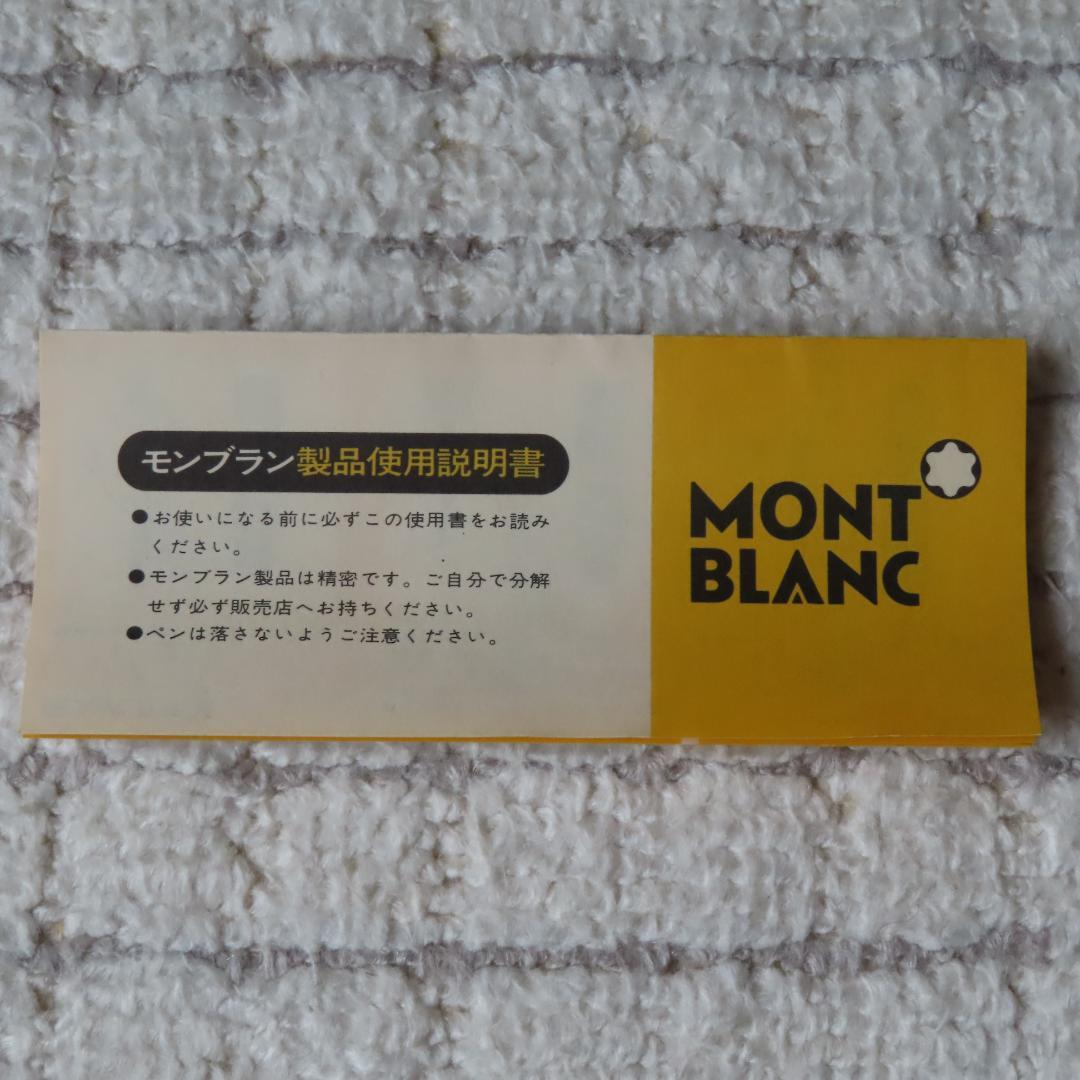 モンブラン製品使用説明書
●お使いになる前に必ずこの使用書をお読み
ください。
●モンブラン製品は精密です。ご自分で分解
せず必ず販売店へお持ちください。
●ペンは落さないようご注意ください。
MONT
BLANC